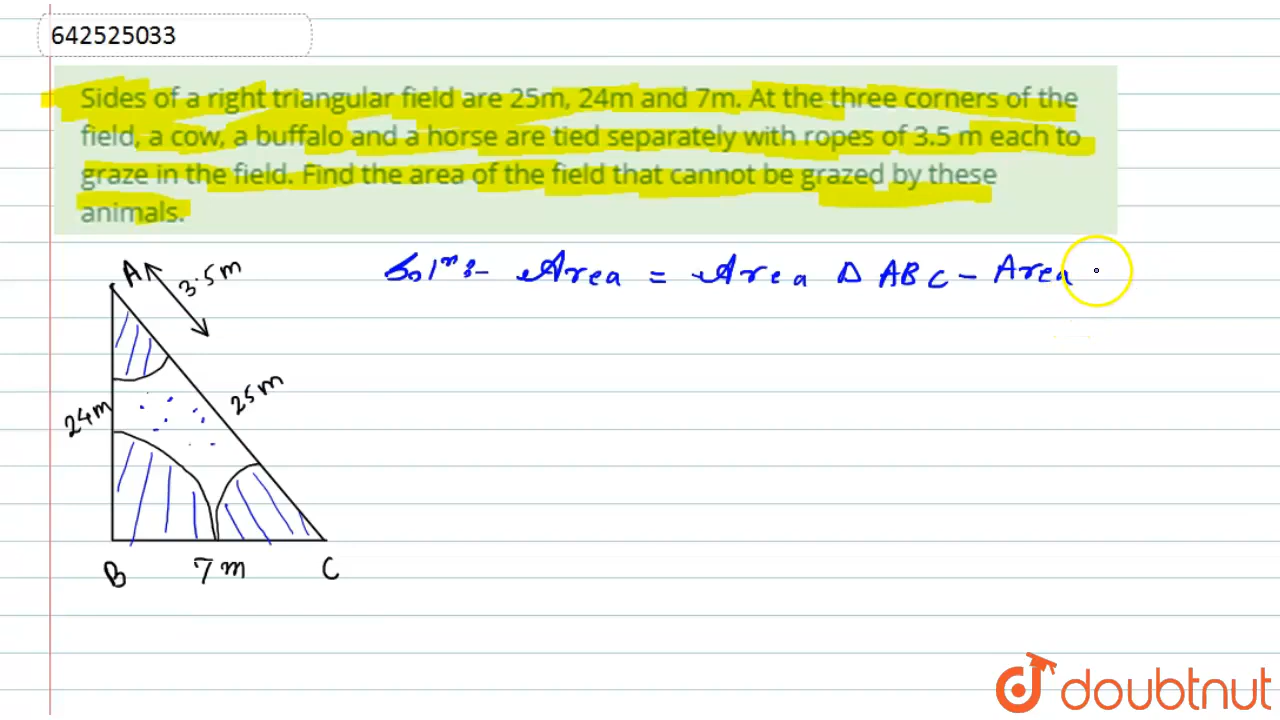 642525033
Sides of a right triangular field are 25m, 24m and 7m. At the three corners of the
field, a cow, a buffalo and a horse are tied separately with ropes of 3.5 m each to
graze in the field. Find the area of the field that cannot be grazed by these
animals.
Solⁿ:- Area = Area Δ ABC - Area
A
3.5m
24m
25m
B
7m
C
doubtnut